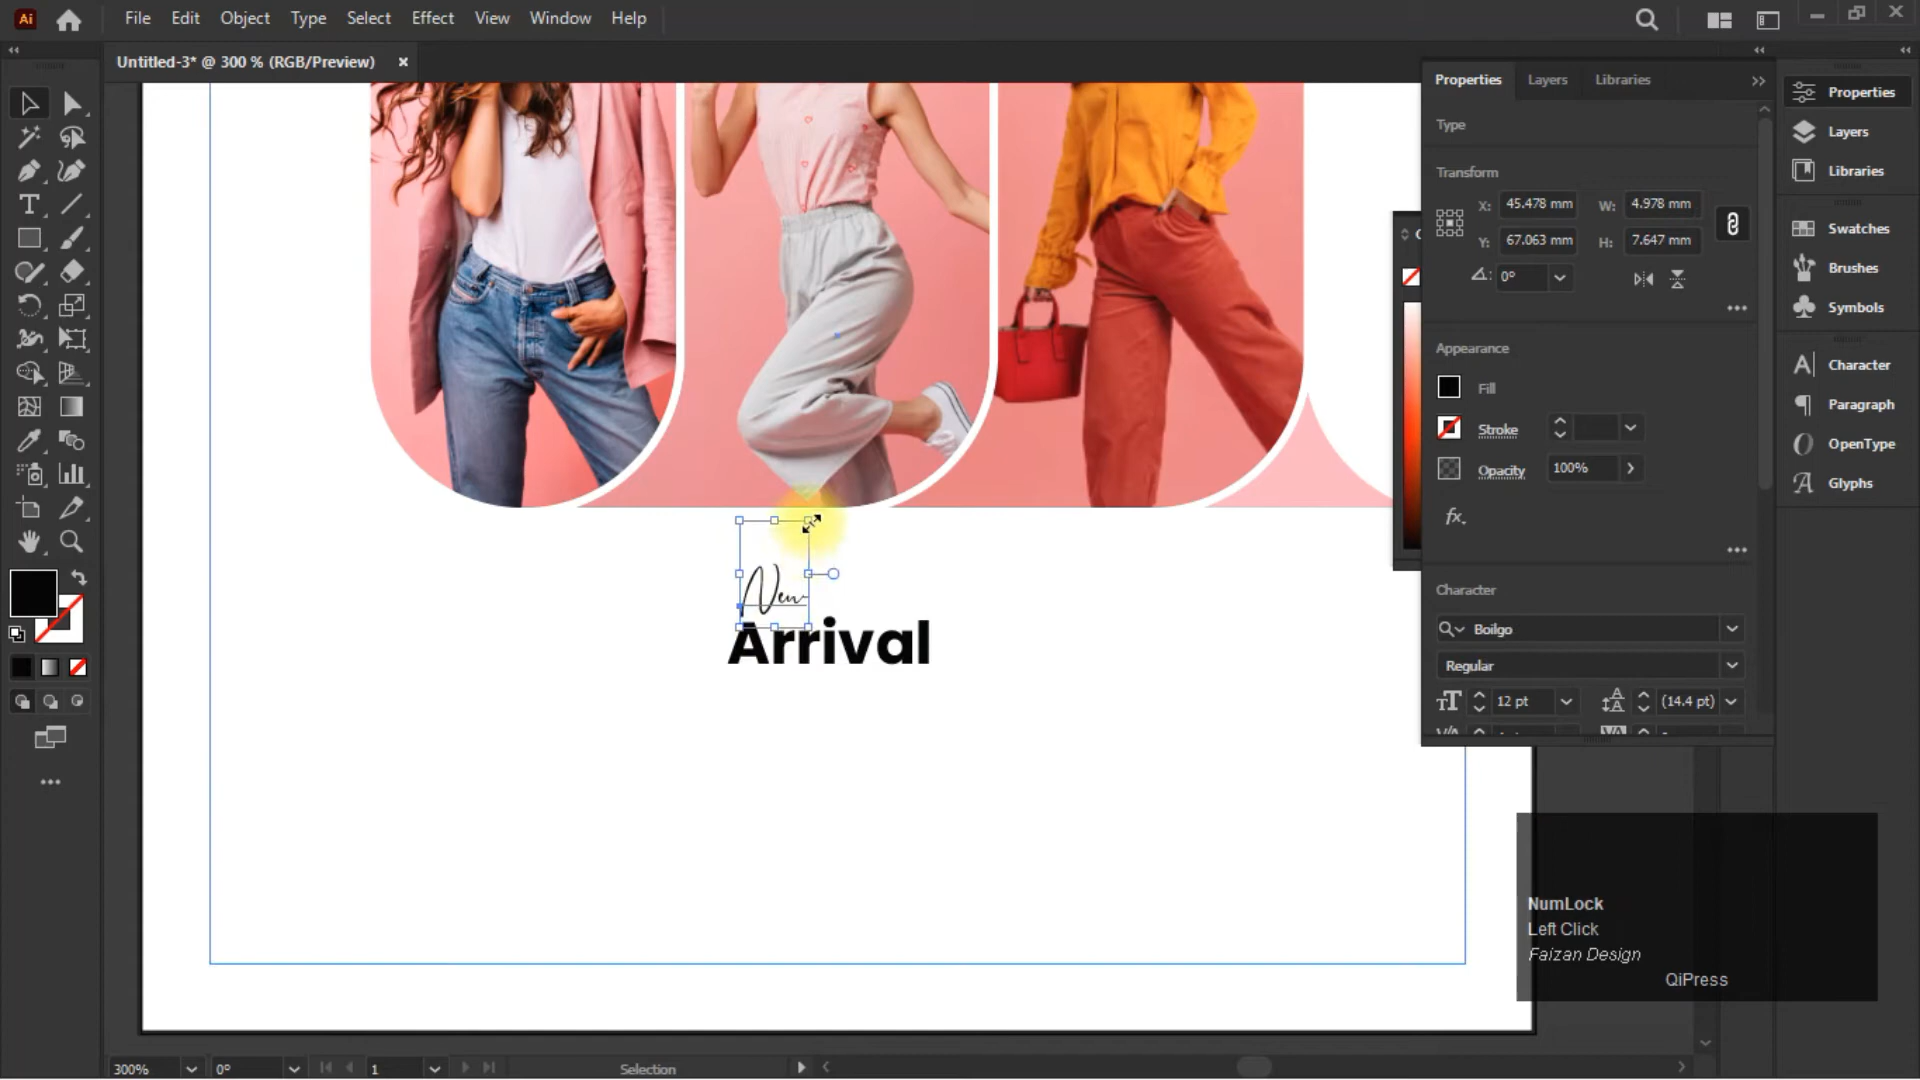 Ai File Edit Object Type Select Effect View Window Help
Untitled-3* @ 300 % (RGB/Preview)
Properties Layers Libraries
Type
Transform
X: 45.478 mm W: 4.978 mm
Y: 67.063 mm H: 7.647 mm
0°
Appearance
Fill
Stroke
Opacity 100%
fx
Character
Boilgo
Regular
12 pt (14.4 pt)
Properties
Layers
Libraries
Swatches
Brushes
Symbols
Character
Paragraph
OpenType
Glyphs
New
Arrival
NumLock
Left Click
Faizan Design
QiPress
300% 0° 1 Selection